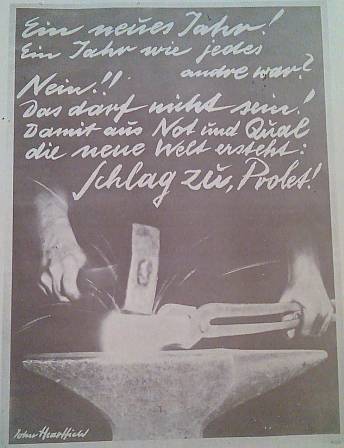 Ein neues Jahr!
Ein Jahr wie jedes
andre war?
Nein!!
Das darf nicht sein!
Damit aus Not und Qual
die neue Welt ersteht:
Schlag zu, Prolet!
John Heartfield